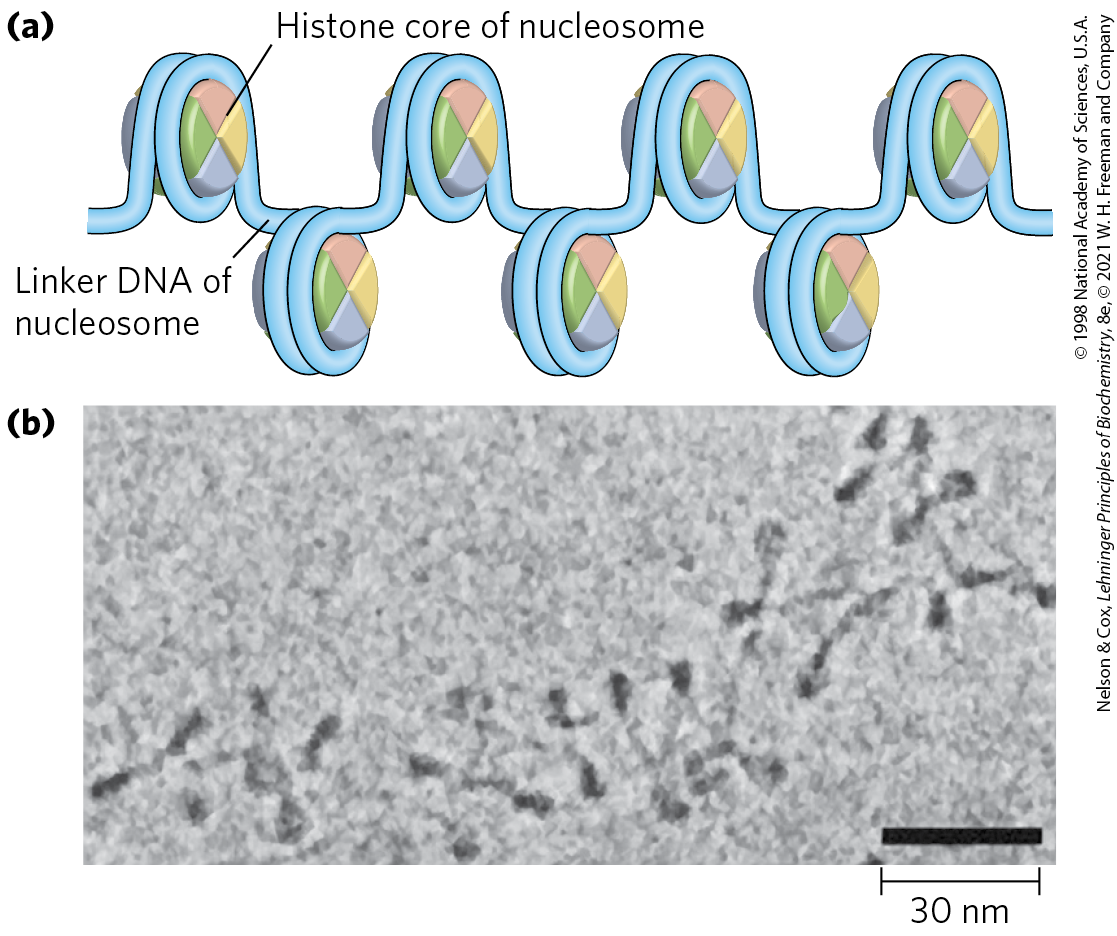 (a)
Histone core of nucleosome
Linker DNA of
nucleosome
(b)
30 nm
© 1998 National Academy of Sciences, U.S.A.
Nelson & Cox, Lehninger Principles of Biochemistry, 8e, © 2021 W. H. Freeman and Company